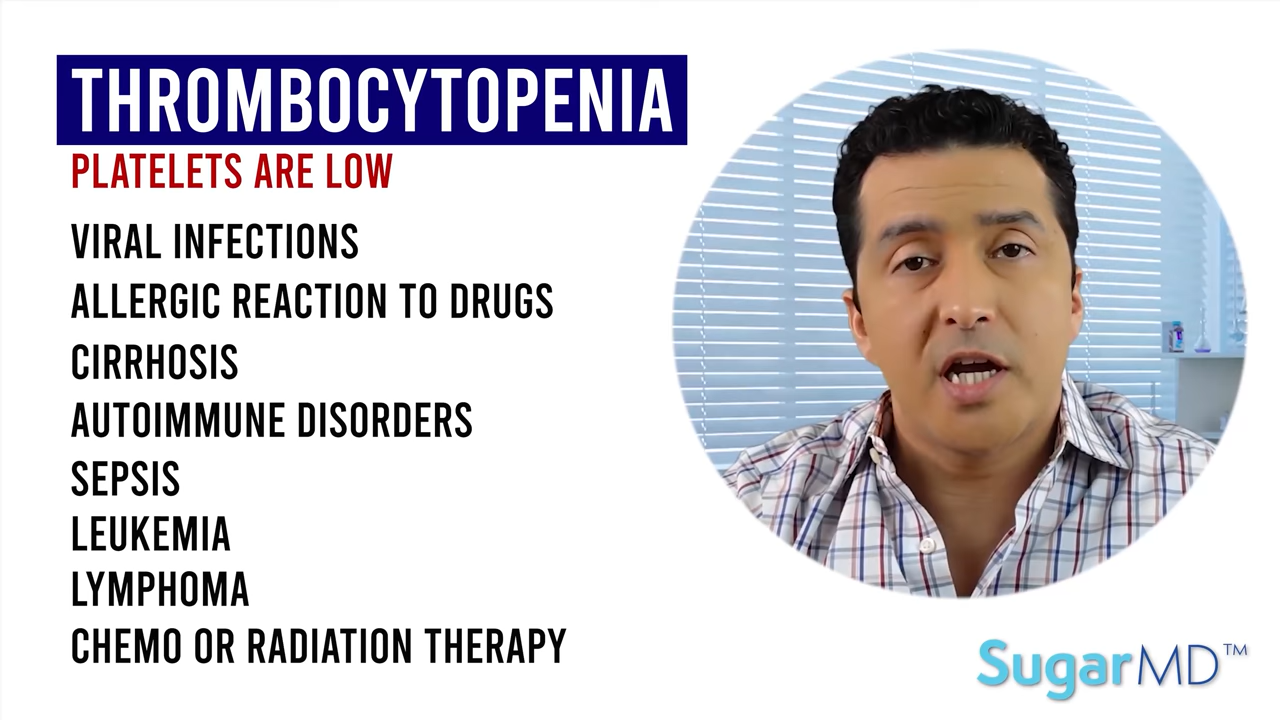 THROMBOCYTOPENIA
PLATELETS ARE LOW
VIRAL INFECTIONS
ALLERGIC REACTION TO DRUGS
CIRRHOSIS
AUTOIMMUNE DISORDERS
SEPSIS
LEUKEMIA
LYMPHOMA
CHEMO OR RADIATION THERAPY
SugarMD™